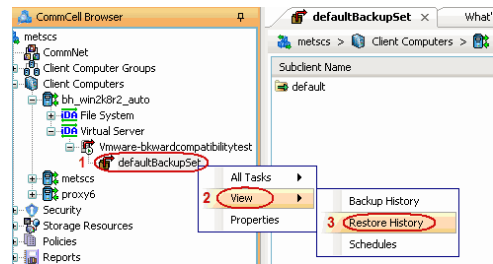 CommCell Browser
metscs
CommNet
Client Computer Groups
Client Computers
bh_win2k8r2_auto
iDA File System
iDA Virtual Server
Vmware-bkwardcompatibilitytest
1 defaultBackupSet
metscs
proxy6
Security
Storage Resources
Policies
Reports
defaultBackupSet × What'
metscs > Client Computers >
Subclient Name
default
All Tasks
2 View
Properties
Backup History
3 Restore History
Schedules